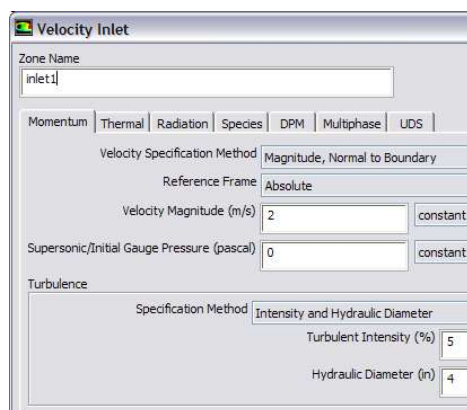 Velocity Inlet
Zone Name
inlet1
Momentum Thermal Radiation Species DPM Multiphase UDS
Velocity Specification Method Magnitude, Normal to Boundary
Reference Frame Absolute
Velocity Magnitude (m/s) 2 constant
Supersonic/Initial Gauge Pressure (pascal) 0 constant
Turbulence
Specification Method Intensity and Hydraulic Diameter
Turbulent Intensity (%) 5
Hydraulic Diameter (in) 4